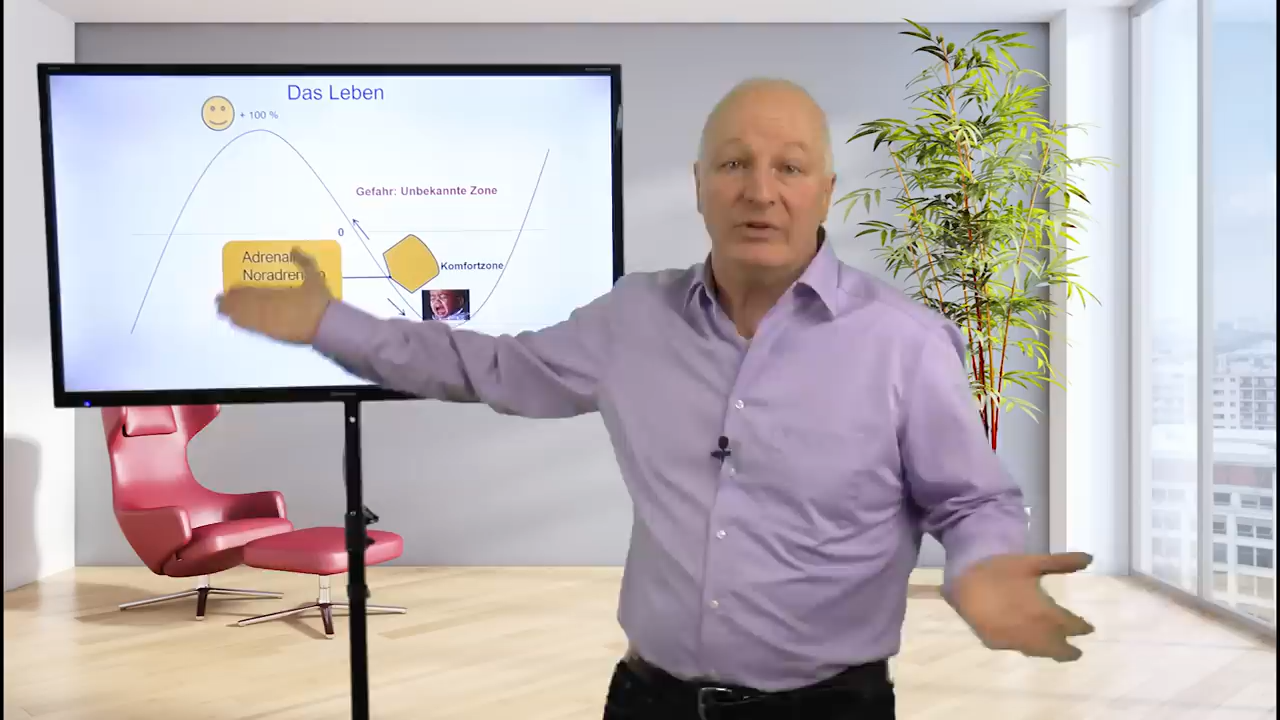 Das Leben
+ 100 %
Gefahr: Unbekannte Zone
0
Komfortzone